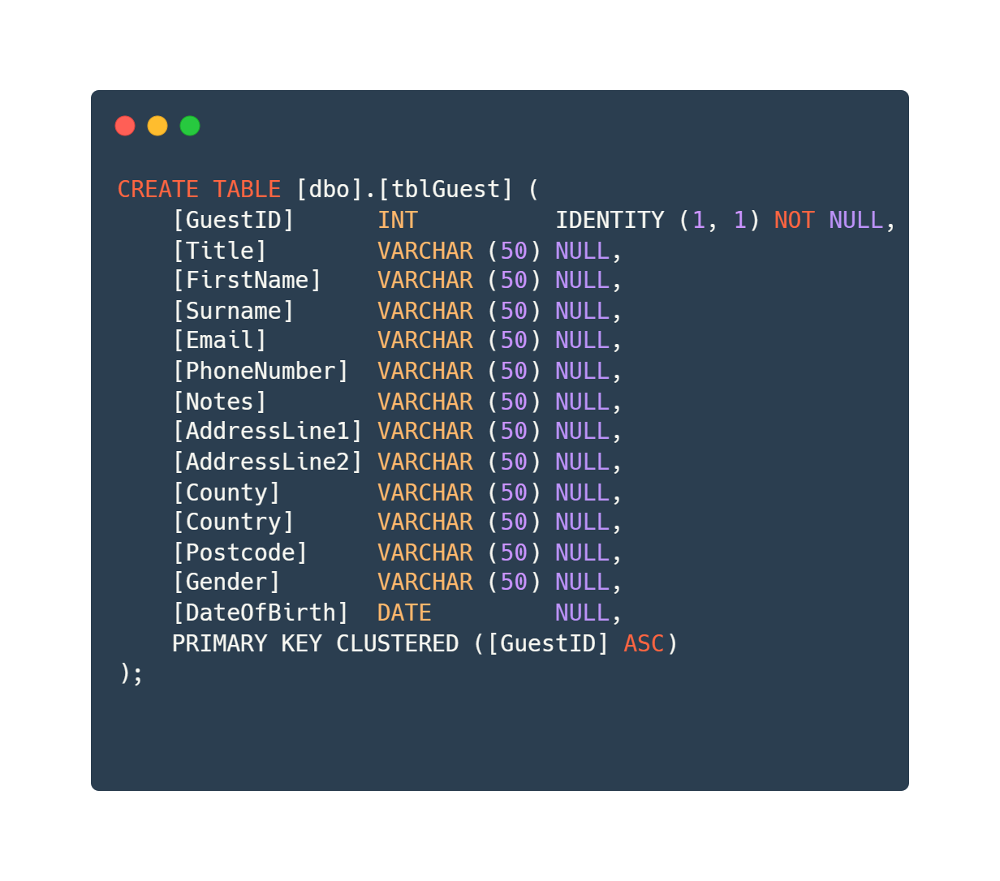 CREATE TABLE [dbo].[tblGuest] (
    [GuestID]      INT          IDENTITY (1, 1) NOT NULL,
    [Title]        VARCHAR (50) NULL,
    [FirstName]    VARCHAR (50) NULL,
    [Surname]      VARCHAR (50) NULL,
    [Email]        VARCHAR (50) NULL,
    [PhoneNumber]  VARCHAR (50) NULL,
    [Notes]        VARCHAR (50) NULL,
    [AddressLine1] VARCHAR (50) NULL,
    [AddressLine2] VARCHAR (50) NULL,
    [County]       VARCHAR (50) NULL,
    [Country]      VARCHAR (50) NULL,
    [Postcode]     VARCHAR (50) NULL,
    [Gender]       VARCHAR (50) NULL,
    [DateOfBirth]  DATE         NULL,
    PRIMARY KEY CLUSTERED ([GuestID] ASC)
);